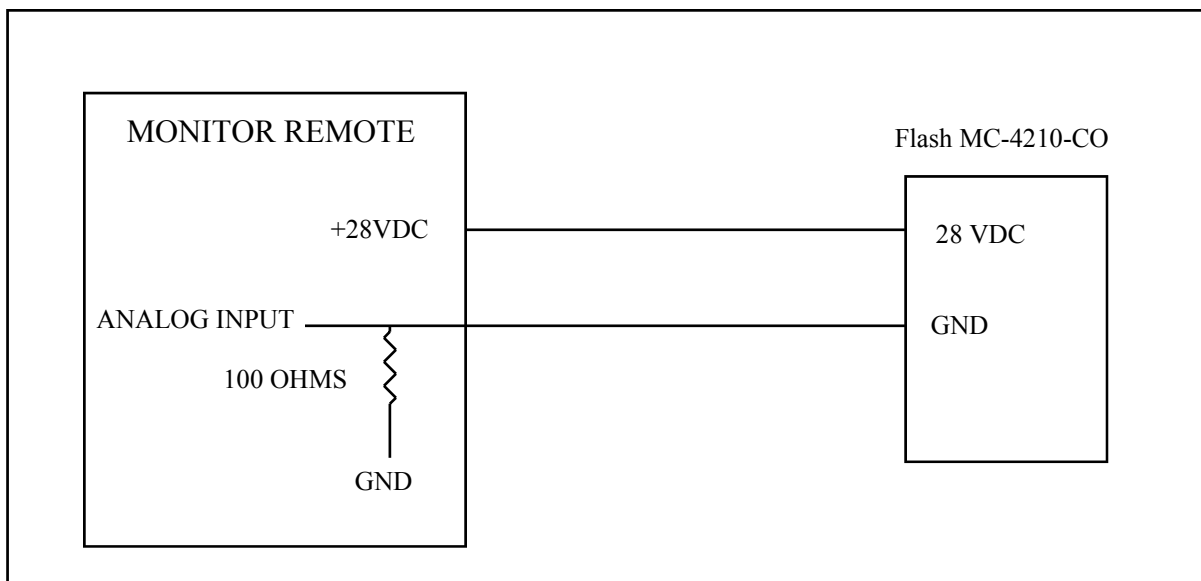 MONITOR REMOTE
Flash MC-4210-CO
+28VDC
28 VDC
ANALOG INPUT
GND
100 OHMS
GND